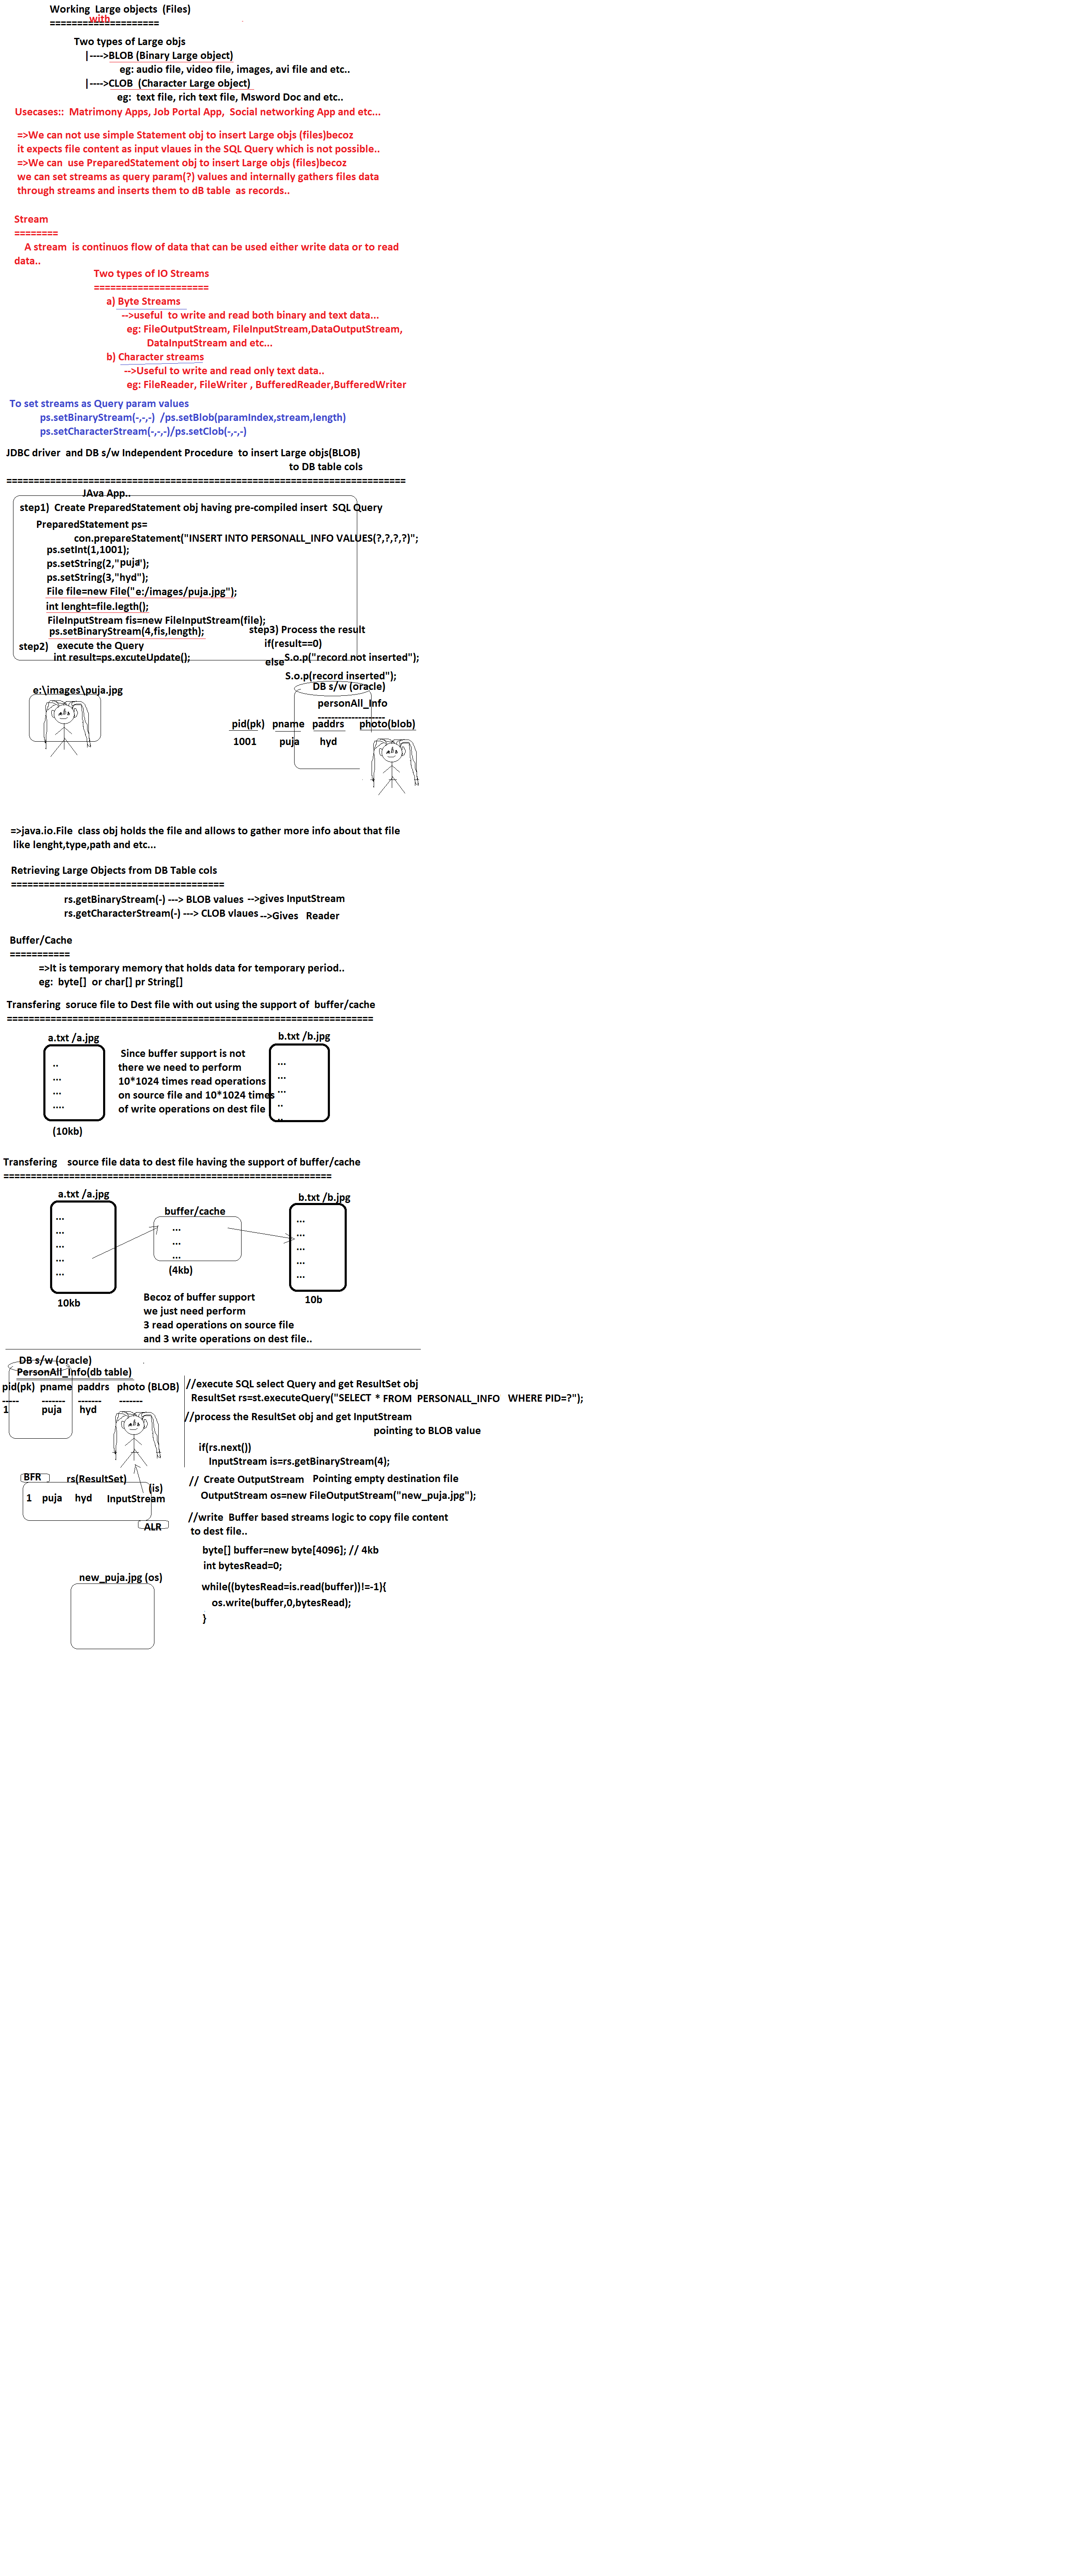 Working with Large objects (Files)
====================
Two types of Large objs
|---->BLOB (Binary Large object)
eg: audio file, video file, images, avi file and etc..
|---->CLOB (Character Large object)
eg: text file, rich text file, Msword Doc and etc..
Usecases:: Matrimony Apps, Job Portal App, Social networking App and etc...
=>We can not use simple Statement obj to insert Large objs (files)becoz
it expects file content as input vlaues in the SQL Query which is not possible..
=>We can use PreparedStatement obj to insert Large objs (files)becoz
we can set streams as query param(?) values and internally gathers files data
through streams and inserts them to dB table as records..
Stream
========
A stream is continuos flow of data that can be used either write data or to read
data..
Two types of IO Streams
=====================
a) Byte Streams
-->useful to write and read both binary and text data...
eg: FileOutputStream, FileInputStream,DataOutputStream,
DataInputStream and etc...
b) Character streams
-->Useful to write and read only text data..
eg: FileReader, FileWriter , BufferedReader,BufferedWriter
To set streams as Query param values
ps.setBinaryStream(-,-,-) /ps.setBlob(paramIndex,stream,length)
ps.setCharacterStream(-,-,-)/ps.setClob(-,-,-)
JDBC driver and DB s/w Independent Procedure to insert Large objs(BLOB)
to DB table cols
=========================================================================
JAva App..
step1) Create PreparedStatement obj having pre-compiled insert SQL Query
PreparedStatement ps=
con.prepareStatement("INSERT INTO PERSONALL_INFO VALUES(?,?,?,?)";
ps.setInt(1,1001);
ps.setString(2,"puja");
ps.setString(3,"hyd");
File file=new File("e:/images/puja.jpg");
int lenght=file.legth();
FileInputStream fis=new FileInputStream(file);
ps.setBinaryStream(4,fis,length);
step2) execute the Query
int result=ps.excuteUpdate();
step3) Process the result
if(result==0)
S.o.p("record not inserted");
else
S.o.p(record inserted");
e:\images\puja.jpg
DB s/w (oracle)
personAll_Info
--------------------
pid(pk) pname paddrs photo(blob)
1001 puja hyd
=>java.io.File class obj holds the file and allows to gather more info about that file
like lenght,type,path and etc...
Retrieving Large Objects from DB Table cols
=======================================
rs.getBinaryStream(-) ---> BLOB values -->gives InputStream
rs.getCharacterStream(-) ---> CLOB vlaues -->Gives Reader
Buffer/Cache
===========
=>It is temporary memory that holds data for temporary period..
eg: byte[] or char[] pr String[]
Transfering soruce file to Dest file with out using the support of buffer/cache
===================================================================
a.txt /a.jpg
..
...
...
....
(10kb)
Since buffer support is not
there we need to perform
10*1024 times read operations
on source file and 10*1024 times
of write operations on dest file
b.txt /b.jpg
...
...
...
..
..
Transfering source file data to dest file having the support of buffer/cache
============================================================
a.txt /a.jpg
...
...
...
...
...
10kb
buffer/cache
...
...
...
(4kb)
b.txt /b.jpg
...
...
...
...
...
10b
Becoz of buffer support
we just need perform
3 read operations on source file
and 3 write operations on dest file..
DB s/w (oracle)
PersonAll_Info(db table)
pid(pk) pname paddrs photo (BLOB)
----- ------- ------- -------
1 puja hyd
BFR rs(ResultSet)
(is)
1 puja hyd InputStream
ALR
new_puja.jpg (os)
//execute SQL select Query and get ResultSet obj
ResultSet rs=st.executeQuery("SELECT * FROM PERSONALL_INFO WHERE PID=?");
//process the ResultSet obj and get InputStream
pointing to BLOB value
if(rs.next())
InputStream is=rs.getBinaryStream(4);
// Create OutputStream Pointing empty destination file
OutputStream os=new FileOutputStream("new_puja.jpg");
//write Buffer based streams logic to copy file content
to dest file..
byte[] buffer=new byte[4096]; // 4kb
int bytesRead=0;
while((bytesRead=is.read(buffer))!=-1){
os.write(buffer,0,bytesRead);
}